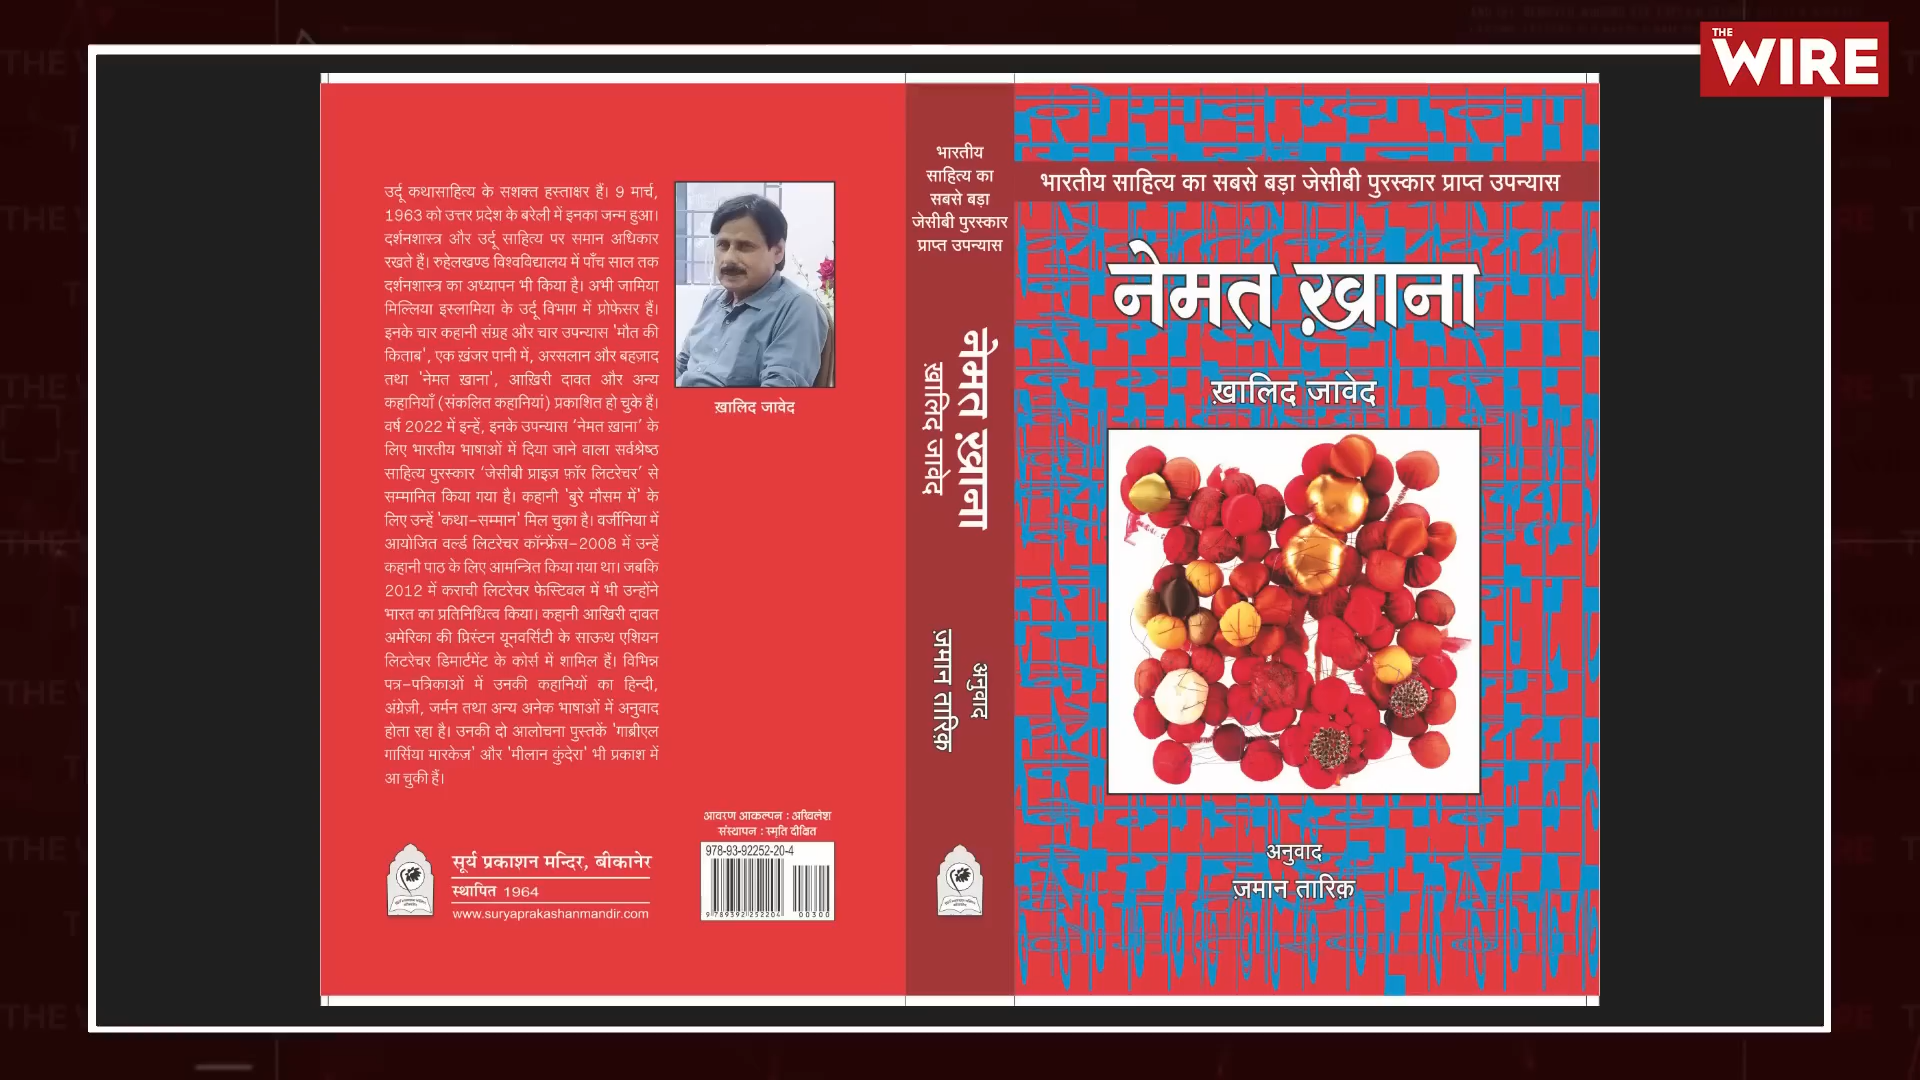 THE WIRE
उर्दू कथासाहित्य के सशक्त हस्ताक्षर हैं। 9 मार्च,
1963 को उत्तर प्रदेश के बरेली में इनका जन्म हुआ।
दर्शनशास्त्र और उर्दू साहित्य पर समान अधिकार
रखते हैं। रुहेलखण्ड विश्वविद्यालय में पाँच साल तक
दर्शनशास्त्र का अध्यापन भी किया है। अभी जामिया
मिल्लिया इस्लामिया के उर्दू विभाग में प्रोफेसर हैं।
इनके चार कहानी संग्रह और चार उपन्यास 'मौत की
किताब', एक ख़ंजर पानी में, अरसलान और बहज़ाद
तथा 'नेमत ख़ाना', आख़िरी दावत और अन्य
कहानियाँ (संकलित कहानियां) प्रकाशित हो चुके हैं।
वर्ष 2022 में इन्हें, इनके उपन्यास ‘नेमत ख़ाना’ के
लिए भारतीय भाषाओं में दिया जाने वाला सर्वश्रेष्ठ
साहित्य पुरस्कार ‘जेसीबी प्राइज़ फ़ॉर लिटरेचर’ से
सम्मानित किया गया है। कहानी 'बुरे मौसम में' के
लिए उन्हें 'कथा-सम्मान' मिल चुका है। वर्जीनिया में
आयोजित वर्ल्ड लिटरेचर कॉन्फ्रेंस-2008 में उन्हें
कहानी पाठ के लिए आमन्त्रित किया गया था। जबकि
2012 में कराची लिटरेचर फेस्टिवल में भी उन्होंने
भारत का प्रतिनिधित्व किया। कहानी आखिरी दावत
अमेरिका की प्रिंस्टन यूनवर्सिटी के साऊथ एशियन
लिटरेचर डिमार्टमेंट के कोर्स में शामिल हैं। विभिन्न
पत्र-पत्रिकाओं में उनकी कहानियों का हिन्दी,
अंग्रेज़ी, जर्मन तथा अन्य अनेक भाषाओं में अनुवाद
होता रहा है। उनकी दो आलोचना पुस्तकें 'गाब्रीएल
गार्सिया मारकेज़' और 'मीलान कुंदेरा' भी प्रकाश में
आ चुकी हैं।
ख़ालिद जावेद
आवरण आकल्पन : अखिलेश
संस्थापन : स्मृति दीक्षित
978-93-92252-20-4
9 789392 252204
00300
सूर्य प्रकाशन मन्दिर, बीकानेर
स्थापित 1964
www.suryaprakashanmandir.com
भारतीय
साहित्य का
सबसे बड़ा
जेसीबी पुरस्कार
प्राप्त उपन्यास
नेमत ख़ाना
ख़ालिद जावेद
अनुवाद
ज़मान तारिक़
भारतीय साहित्य का सबसे बड़ा जेसीबी पुरस्कार प्राप्त उपन्यास
नेमत ख़ाना
ख़ालिद जावेद
अनुवाद
ज़मान तारिक़